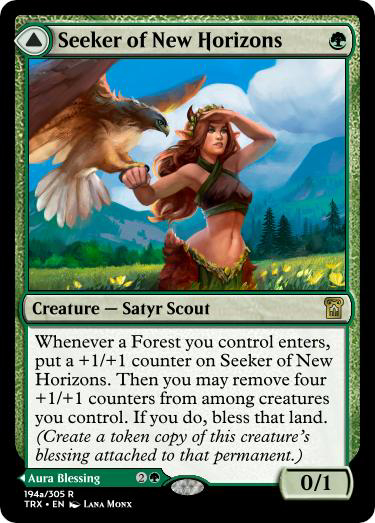 Seeker of New Horizons
Creature — Satyr Scout
Whenever a Forest you control enters,
put a +1/+1 counter on Seeker of New
Horizons. Then you may remove four
+1/+1 counters from among creatures
you control. If you do, bless that land.
(Create a token copy of this creature's
blessing attached to that permanent.)
Aura Blessing 2
0/1
194a/305 R
TRX • EN Lana Monx